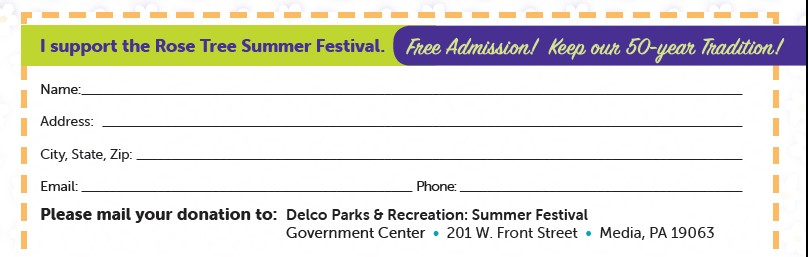 I support the Rose Tree Summer Festival. Free Admission! Keep our 50-year Tradition!
Name:
Address:
City, State, Zip:
Email: Phone:
Please mail your donation to: Delco Parks & Recreation: Summer Festival
Government Center • 201 W. Front Street • Media, PA 19063